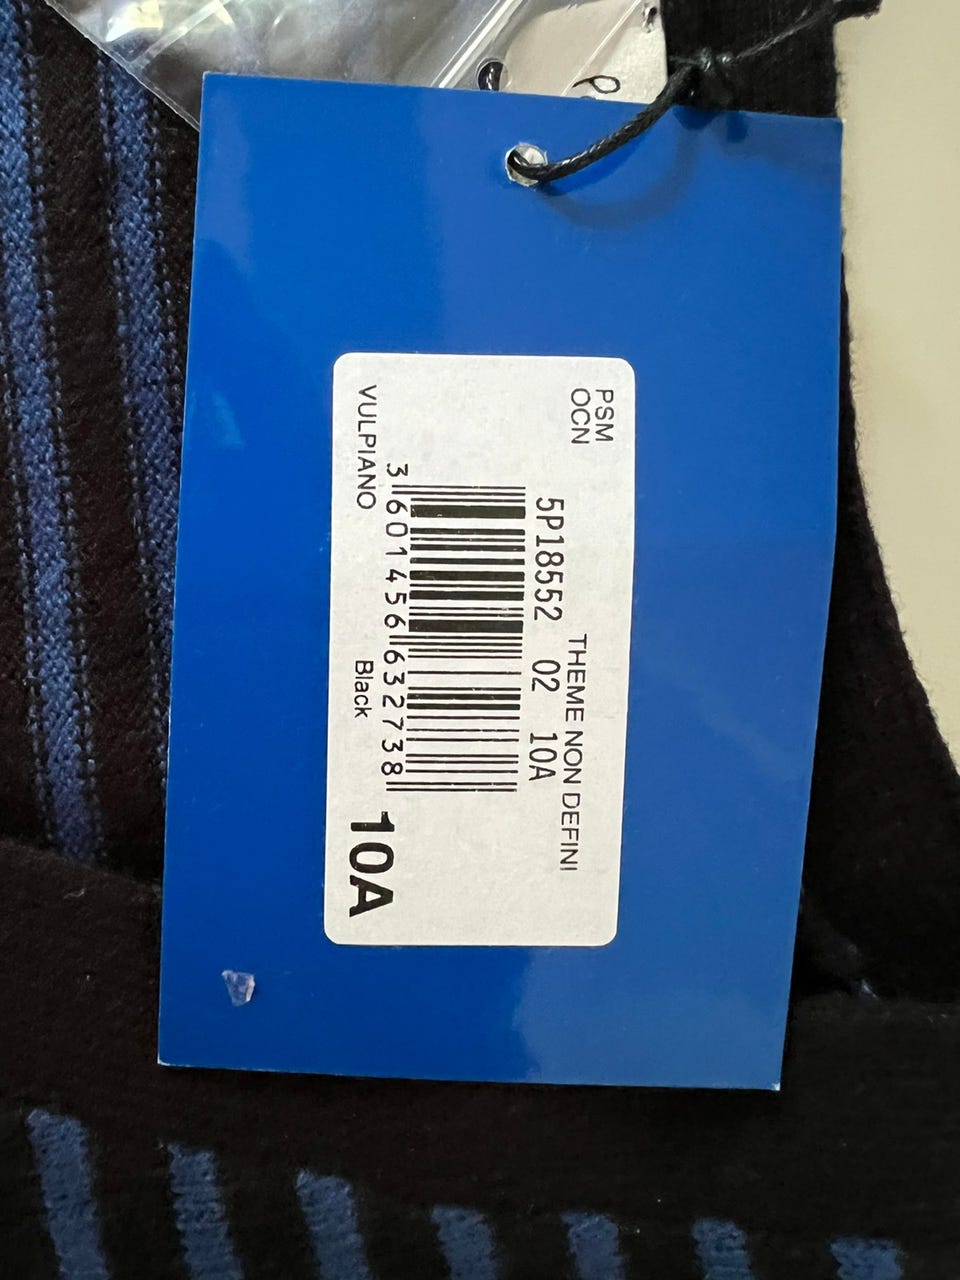 PSM
OCN
THEME NON DEFINI
5P18552 02 10A
3 601456 632738
VULPIANO
Black
10A